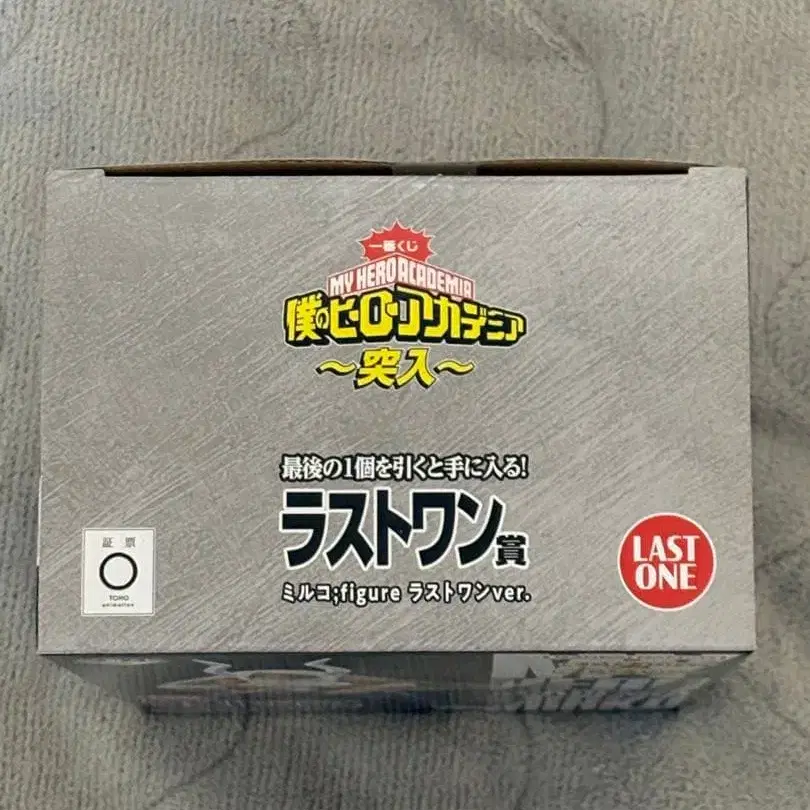 一番くじ
MY HERO ACADEMIA
僕のヒーローアカデミア
～突入～
最後の1個を引くと手に入る!
ラストワン賞
ミルコ;figure ラストワンver.
証票
TOHO
animation
LAST
ONE